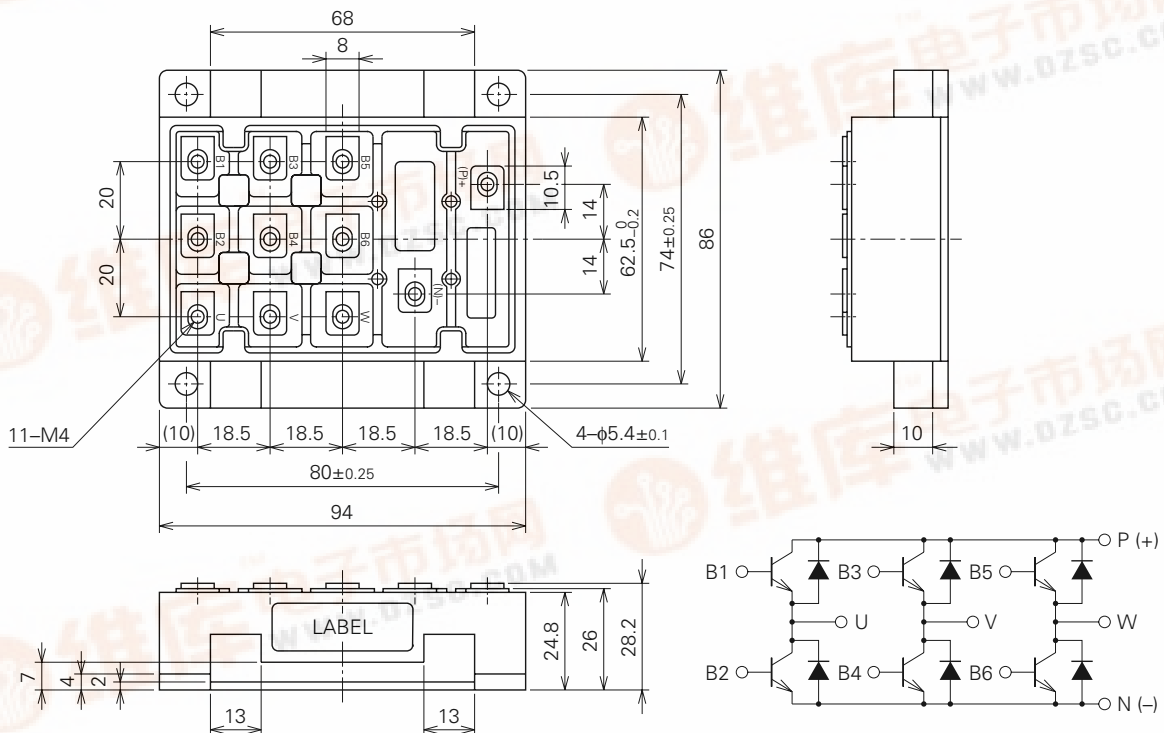 68
8
B1
B3
B5
(P)+
B2
B4
B6
(N)−
U
V
W
20
20
10.5
14
14
62.5 0 −0.2
74±0.25
86
10
11–M4
(10)
18.5
18.5
18.5
18.5
(10)
4–φ5.4±0.1
80±0.25
94
LABEL
7
4
2
13
13
24.8
26
28.2
B1
B3
B5
P (+)
U
V
W
B2
B4
B6
N (−)
维库电子市场网
WWW.DZSC.COM